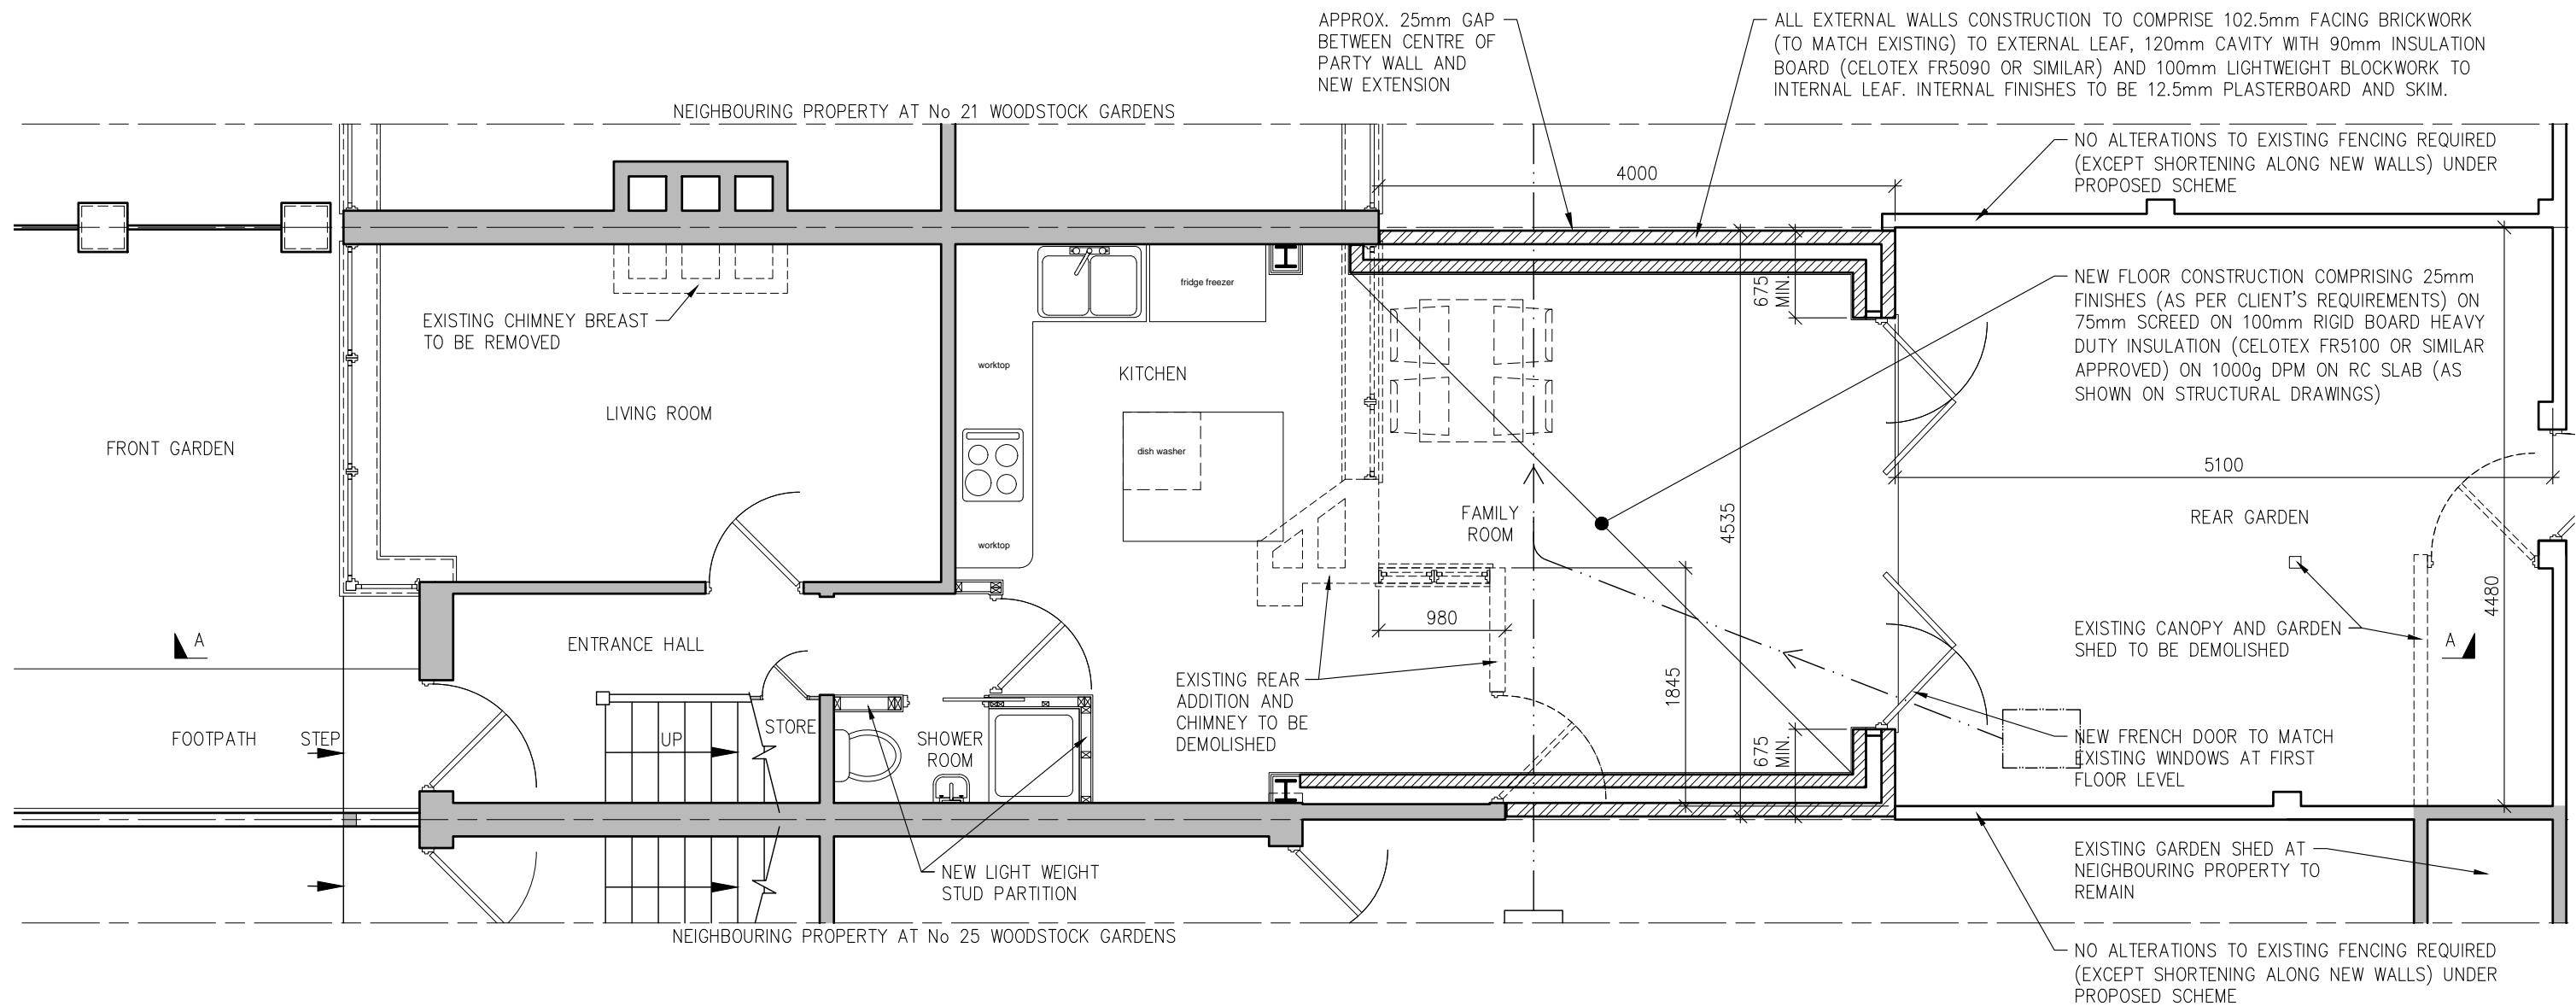 APPROX. 25mm GAP
BETWEEN CENTRE OF
PARTY WALL AND
NEW EXTENSION
ALL EXTERNAL WALLS CONSTRUCTION TO COMPRISE 102.5mm FACING BRICKWORK
(TO MATCH EXISTING) TO EXTERNAL LEAF, 120mm CAVITY WITH 90mm INSULATION
BOARD (CELOTEX FR5090 OR SIMILAR) AND 100mm LIGHTWEIGHT BLOCKWORK TO
INTERNAL LEAF. INTERNAL FINISHES TO BE 12.5mm PLASTERBOARD AND SKIM.
NEIGHBOURING PROPERTY AT No 21 WOODSTOCK GARDENS
NO ALTERATIONS TO EXISTING FENCING REQUIRED
(EXCEPT SHORTENING ALONG NEW WALLS) UNDER
PROPOSED SCHEME
4000
675
MIN.
NEW FLOOR CONSTRUCTION COMPRISING 25mm
FINISHES (AS PER CLIENT'S REQUIREMENTS) ON
75mm SCREED ON 100mm RIGID BOARD HEAVY
DUTY INSULATION (CELOTEX FR5100 OR SIMILAR
APPROVED) ON 1000g DPM ON RC SLAB (AS
SHOWN ON STRUCTURAL DRAWINGS)
fridge freezer
EXISTING CHIMNEY BREAST
TO BE REMOVED
worktop
KITCHEN
LIVING ROOM
FRONT GARDEN
dish washer
worktop
FAMILY
ROOM
4535
5100
REAR GARDEN
4480
980
1845
ENTRANCE HALL
A
A
EXISTING CANOPY AND GARDEN
SHED TO BE DEMOLISHED
EXISTING REAR
ADDITION AND
CHIMNEY TO BE
DEMOLISHED
FOOTPATH
STEP
UP
STORE
SHOWER
ROOM
675
MIN.
NEW FRENCH DOOR TO MATCH
EXISTING WINDOWS AT FIRST
FLOOR LEVEL
NEW LIGHT WEIGHT
STUD PARTITION
EXISTING GARDEN SHED AT
NEIGHBOURING PROPERTY TO
REMAIN
NEIGHBOURING PROPERTY AT No 25 WOODSTOCK GARDENS
NO ALTERATIONS TO EXISTING FENCING REQUIRED
(EXCEPT SHORTENING ALONG NEW WALLS) UNDER
PROPOSED SCHEME